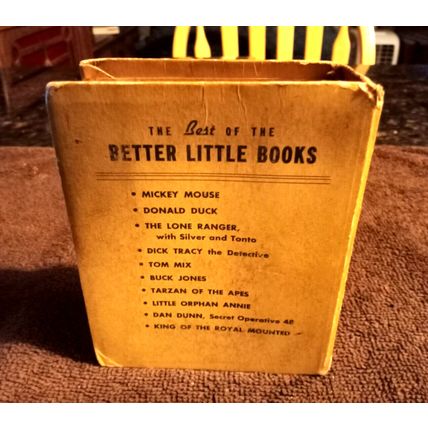 THE Best OF THE
BETTER LITTLE BOOKS
• MICKEY MOUSE
• DONALD DUCK
• THE LONE RANGER,
with Silver and Tonto
• DICK TRACY the Detective
• TOM MIX
• BUCK JONES
• TARZAN OF THE APES
• LITTLE ORPHAN ANNIE
• DAN DUNN, Secret Operative 48
• KING OF THE ROYAL MOUNTED